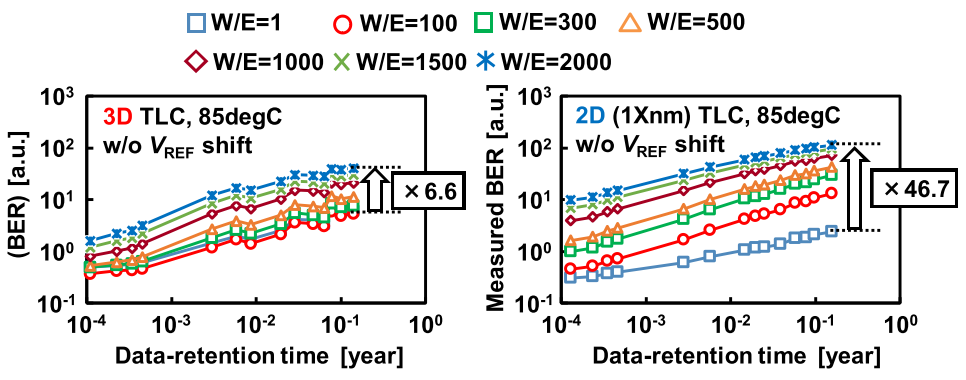 W/E=1 W/E=100 W/E=300 W/E=500
W/E=1000 W/E=1500 W/E=2000
(BER) [a.u.]
10³
10²
10¹
10⁰
10⁻¹
3D TLC, 85degC
w/o VREF shift
× 6.6
10⁻⁴ 10⁻³ 10⁻² 10⁻¹ 10⁰
Data-retention time [year]
Measured BER [a.u.]
10³
10²
10¹
10⁰
10⁻¹
2D (1Xnm) TLC, 85degC
w/o VREF shift
× 46.7
10⁻⁴ 10⁻³ 10⁻² 10⁻¹ 10⁰
Data-retention time [year]